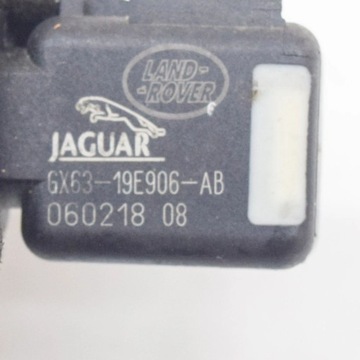 LAND-
-ROVER
JAGUAR
GX63-19E906-AB
060218 08